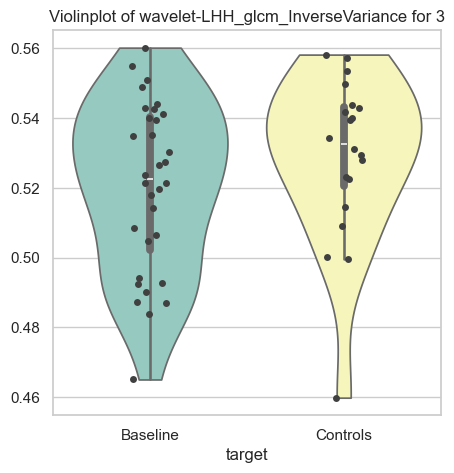 Violinplot of wavelet-LHH_glcm_InverseVariance for 3
0.56
0.54
0.52
0.50
0.48
0.46
Baseline
Controls
target